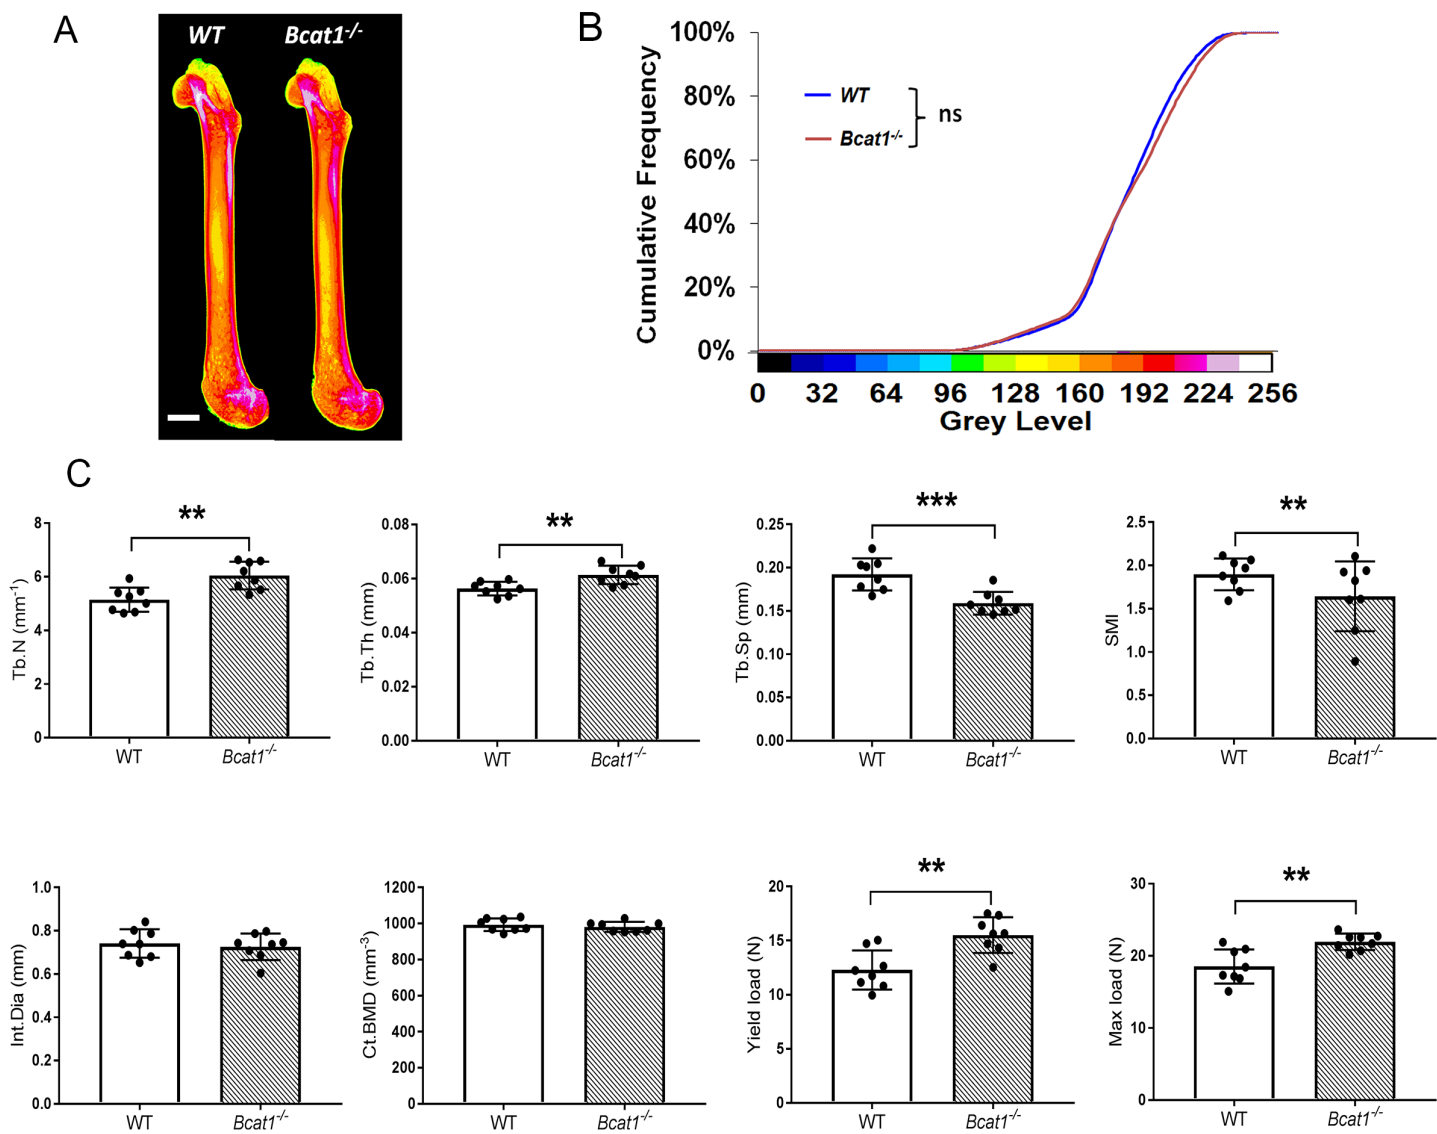 A
WT Bcat1-/-
B
100%
80%
60%
40%
20%
0%
Cumulative Frequency
WT
Bcat1-/-
ns
0 32 64 96 128 160 192 224 256
Grey Level
C
**
8
6
4
2
0
Tb.N (mm-1)
WT Bcat1-/-
**
0.08
0.06
0.04
0.02
0.00
Tb.Th (mm)
WT Bcat1-/-
***
0.25
0.20
0.15
0.10
0.05
0.00
Tb.Sp (mm)
WT Bcat1-/-
**
2.5
2.0
1.5
1.0
0.5
0.0
SMI
WT Bcat1-/-
1.0
0.8
0.6
0.4
0.2
0.0
Int.Dia (mm)
WT Bcat1-/-
1200
1000
800
600
400
200
0
Ct.BMD (mm-3)
WT Bcat1-/-
**
20
15
10
5
0
Yield load (N)
WT Bcat1-/-
**
30
20
10
0
Max load (N)
WT Bcat1-/-